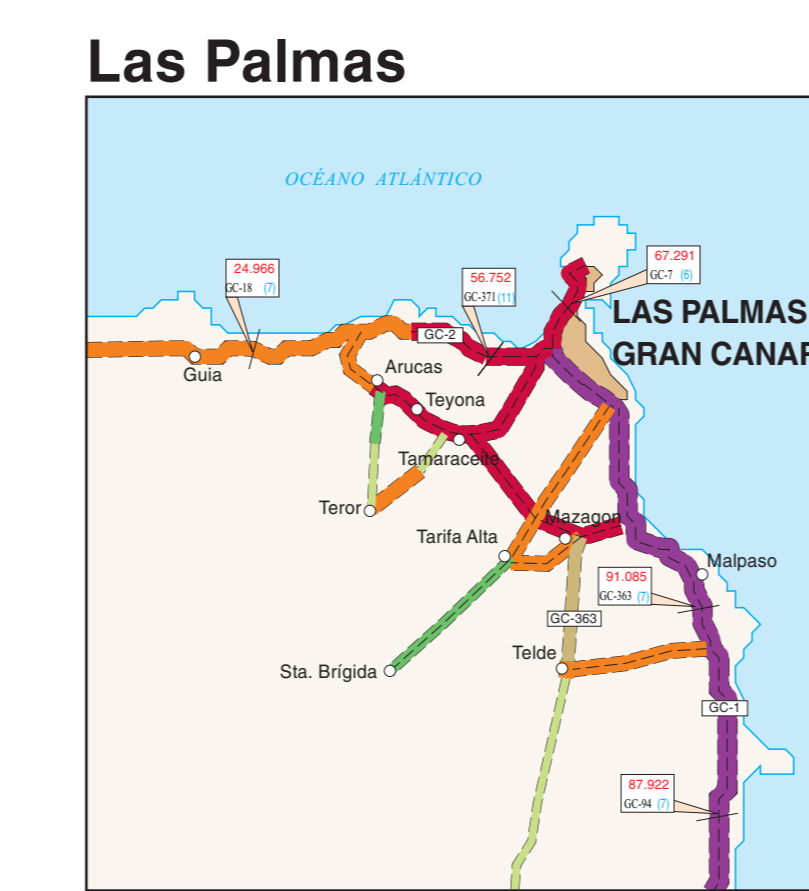 Las Palmas
OCÉANO ATLÁNTICO
24.966
GC-18 (7)
56.752
GC-371 (11)
67.291
GC-7 (6)
LAS PALMAS
GRAN CANAR
GC-2
Guia
Arucas
Teyona
Tamaraceite
Teror
Mazagon
Tarifa Alta
Malpaso
91.085
GC-363 (7)
GC-363
Telde
Sta. Brígida
GC-1
87.922
GC-94 (7)